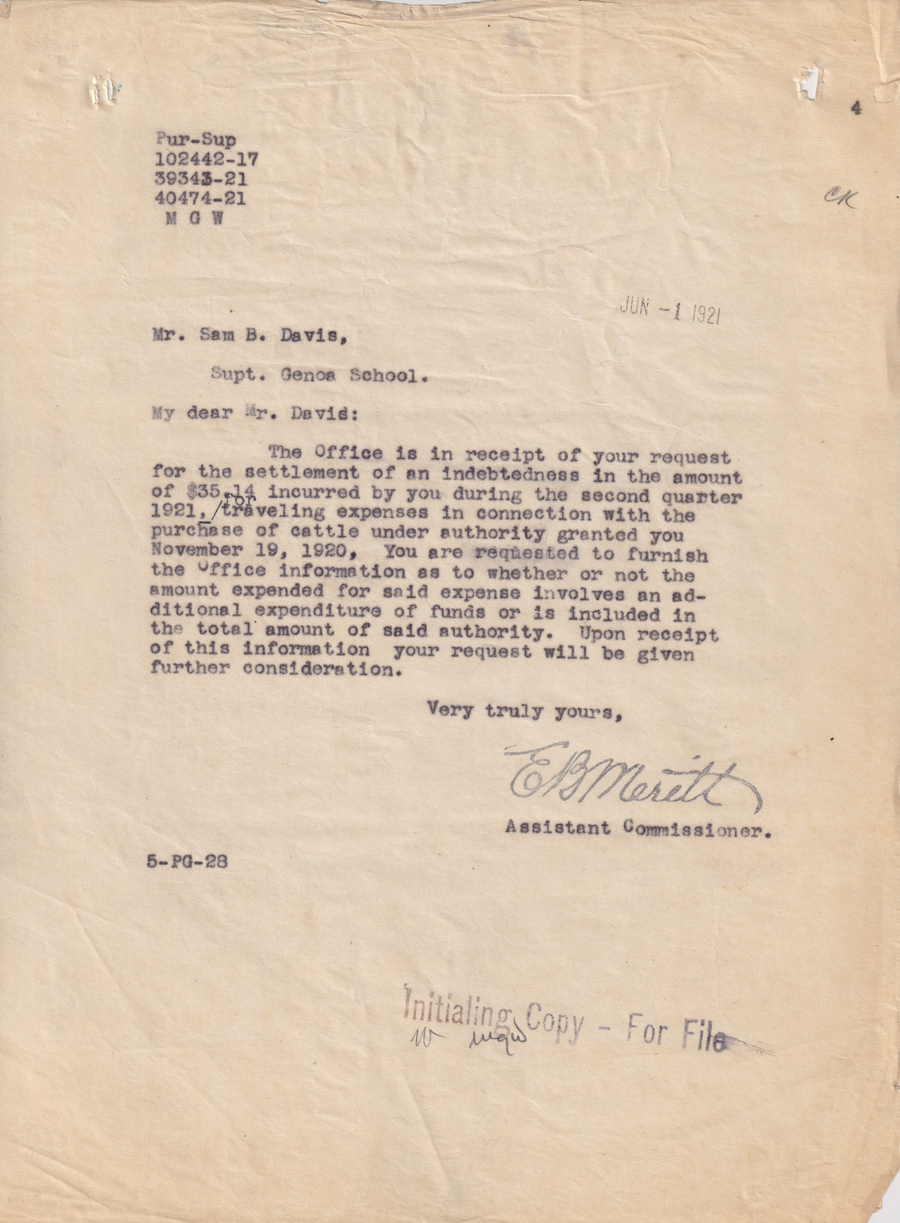 4
Pur-Sup
102442-17
39343-21
40474-21
M G W
CK
JUN -1 1921
Mr. Sam B. Davis,
Supt. Genoa School.
My dear Mr. David:
The Office is in receipt of your request
for the settlement of an indebtedness in the amount
of $35.14 incurred by you during the second quarter
1921, /for traveling expenses in connection with the
purchase of cattle under authority granted you
November 19, 1920, You are requested to furnish
the Office information as to whether or not the
amount expended for said expense involves an ad-
ditional expenditure of funds or is included in
the total amount of said authority. Upon receipt
of this information your request will be given
further consideration.
Very truly yours,
E B Meritt
Assistant Commissioner.
5-PG-28
Initialing Copy - For File
W mgw